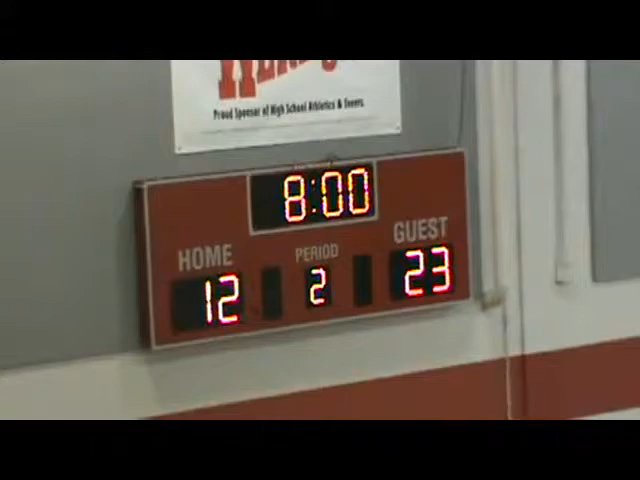 Proud Sponsor of High School Athletics & Events
8:00
HOME PERIOD GUEST
12 2 23